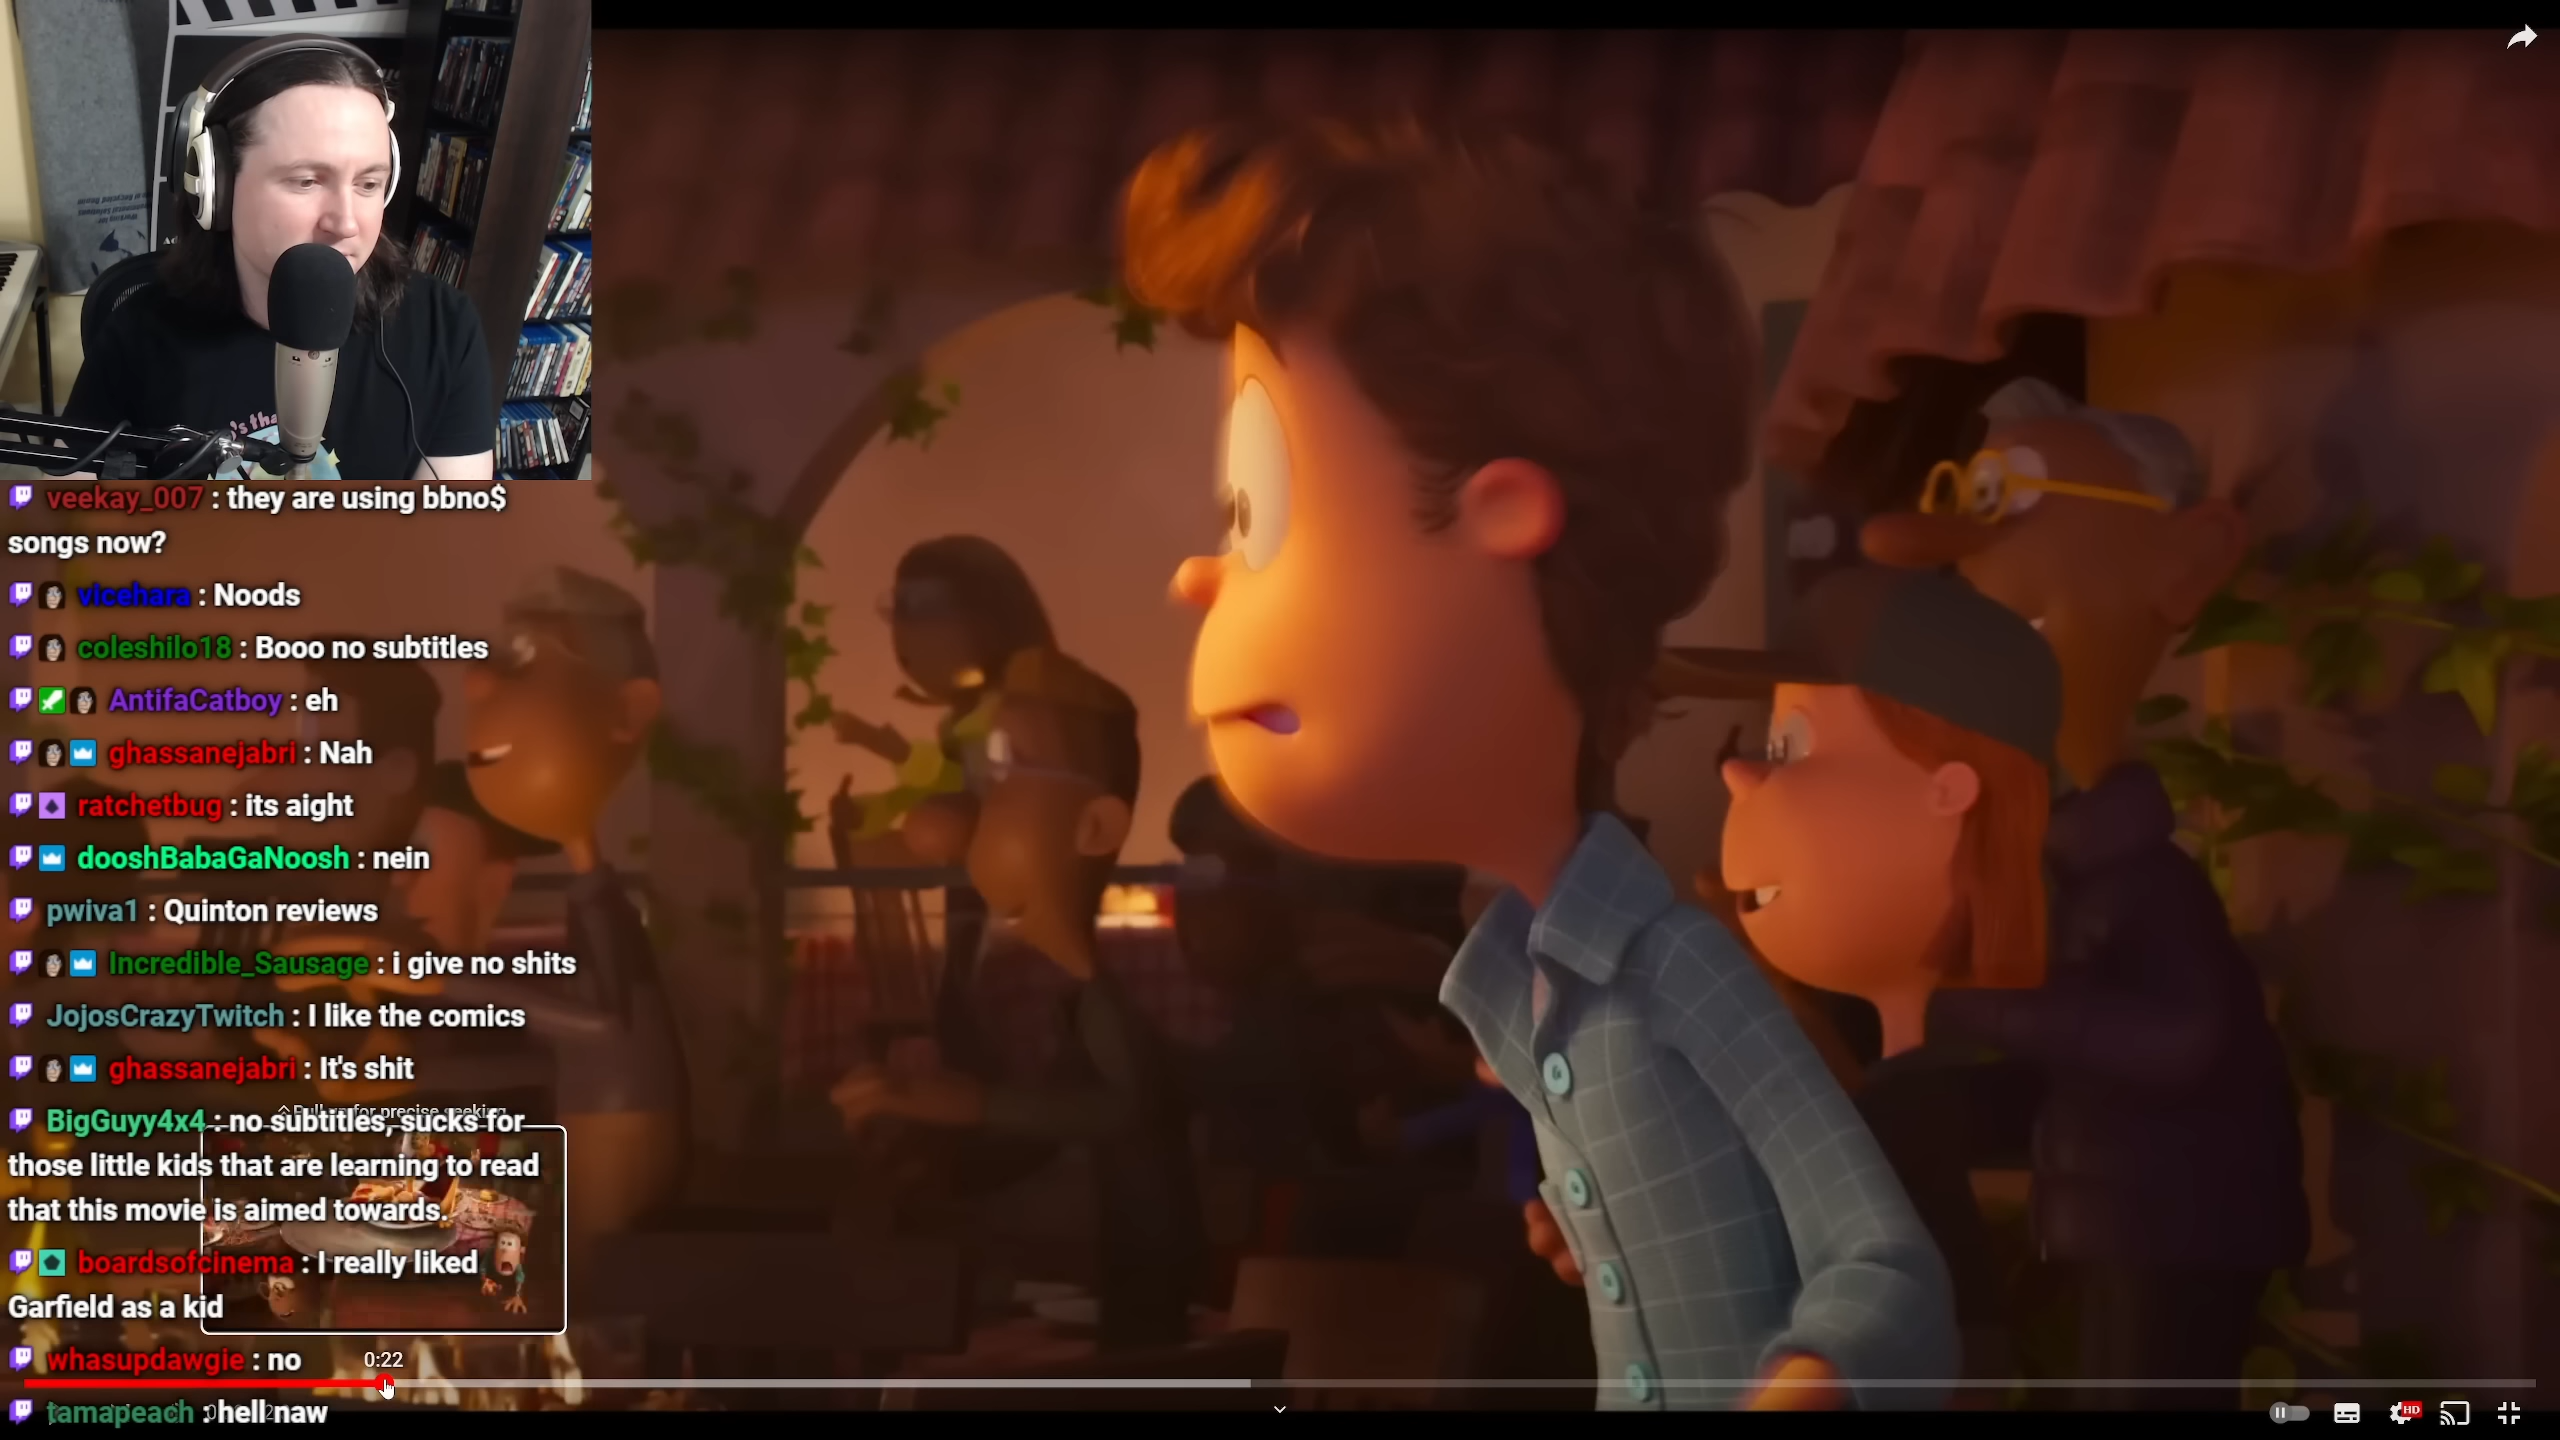 veekay_007 : they are using bbno$
songs now?
vicehara : Noods
coleshilo18 : Booo no subtitles
AntifaCatboy : eh
ghassanejabri : Nah
ratchetbug : its aight
dooshBabaGaNoosh : nein
pwiva1 : Quinton reviews
Incredible_Sausage : i give no shits
JojosCrazyTwitch : I like the comics
ghassanejabri : It's shit
BigGuyy4x4 : no subtitles, sucks for
those little kids that are learning to read
that this movie is aimed towards.
boardsofcinema : I really liked
Garfield as a kid
whasupdawgie : no
0:22
tamapeach : hell naw
HD